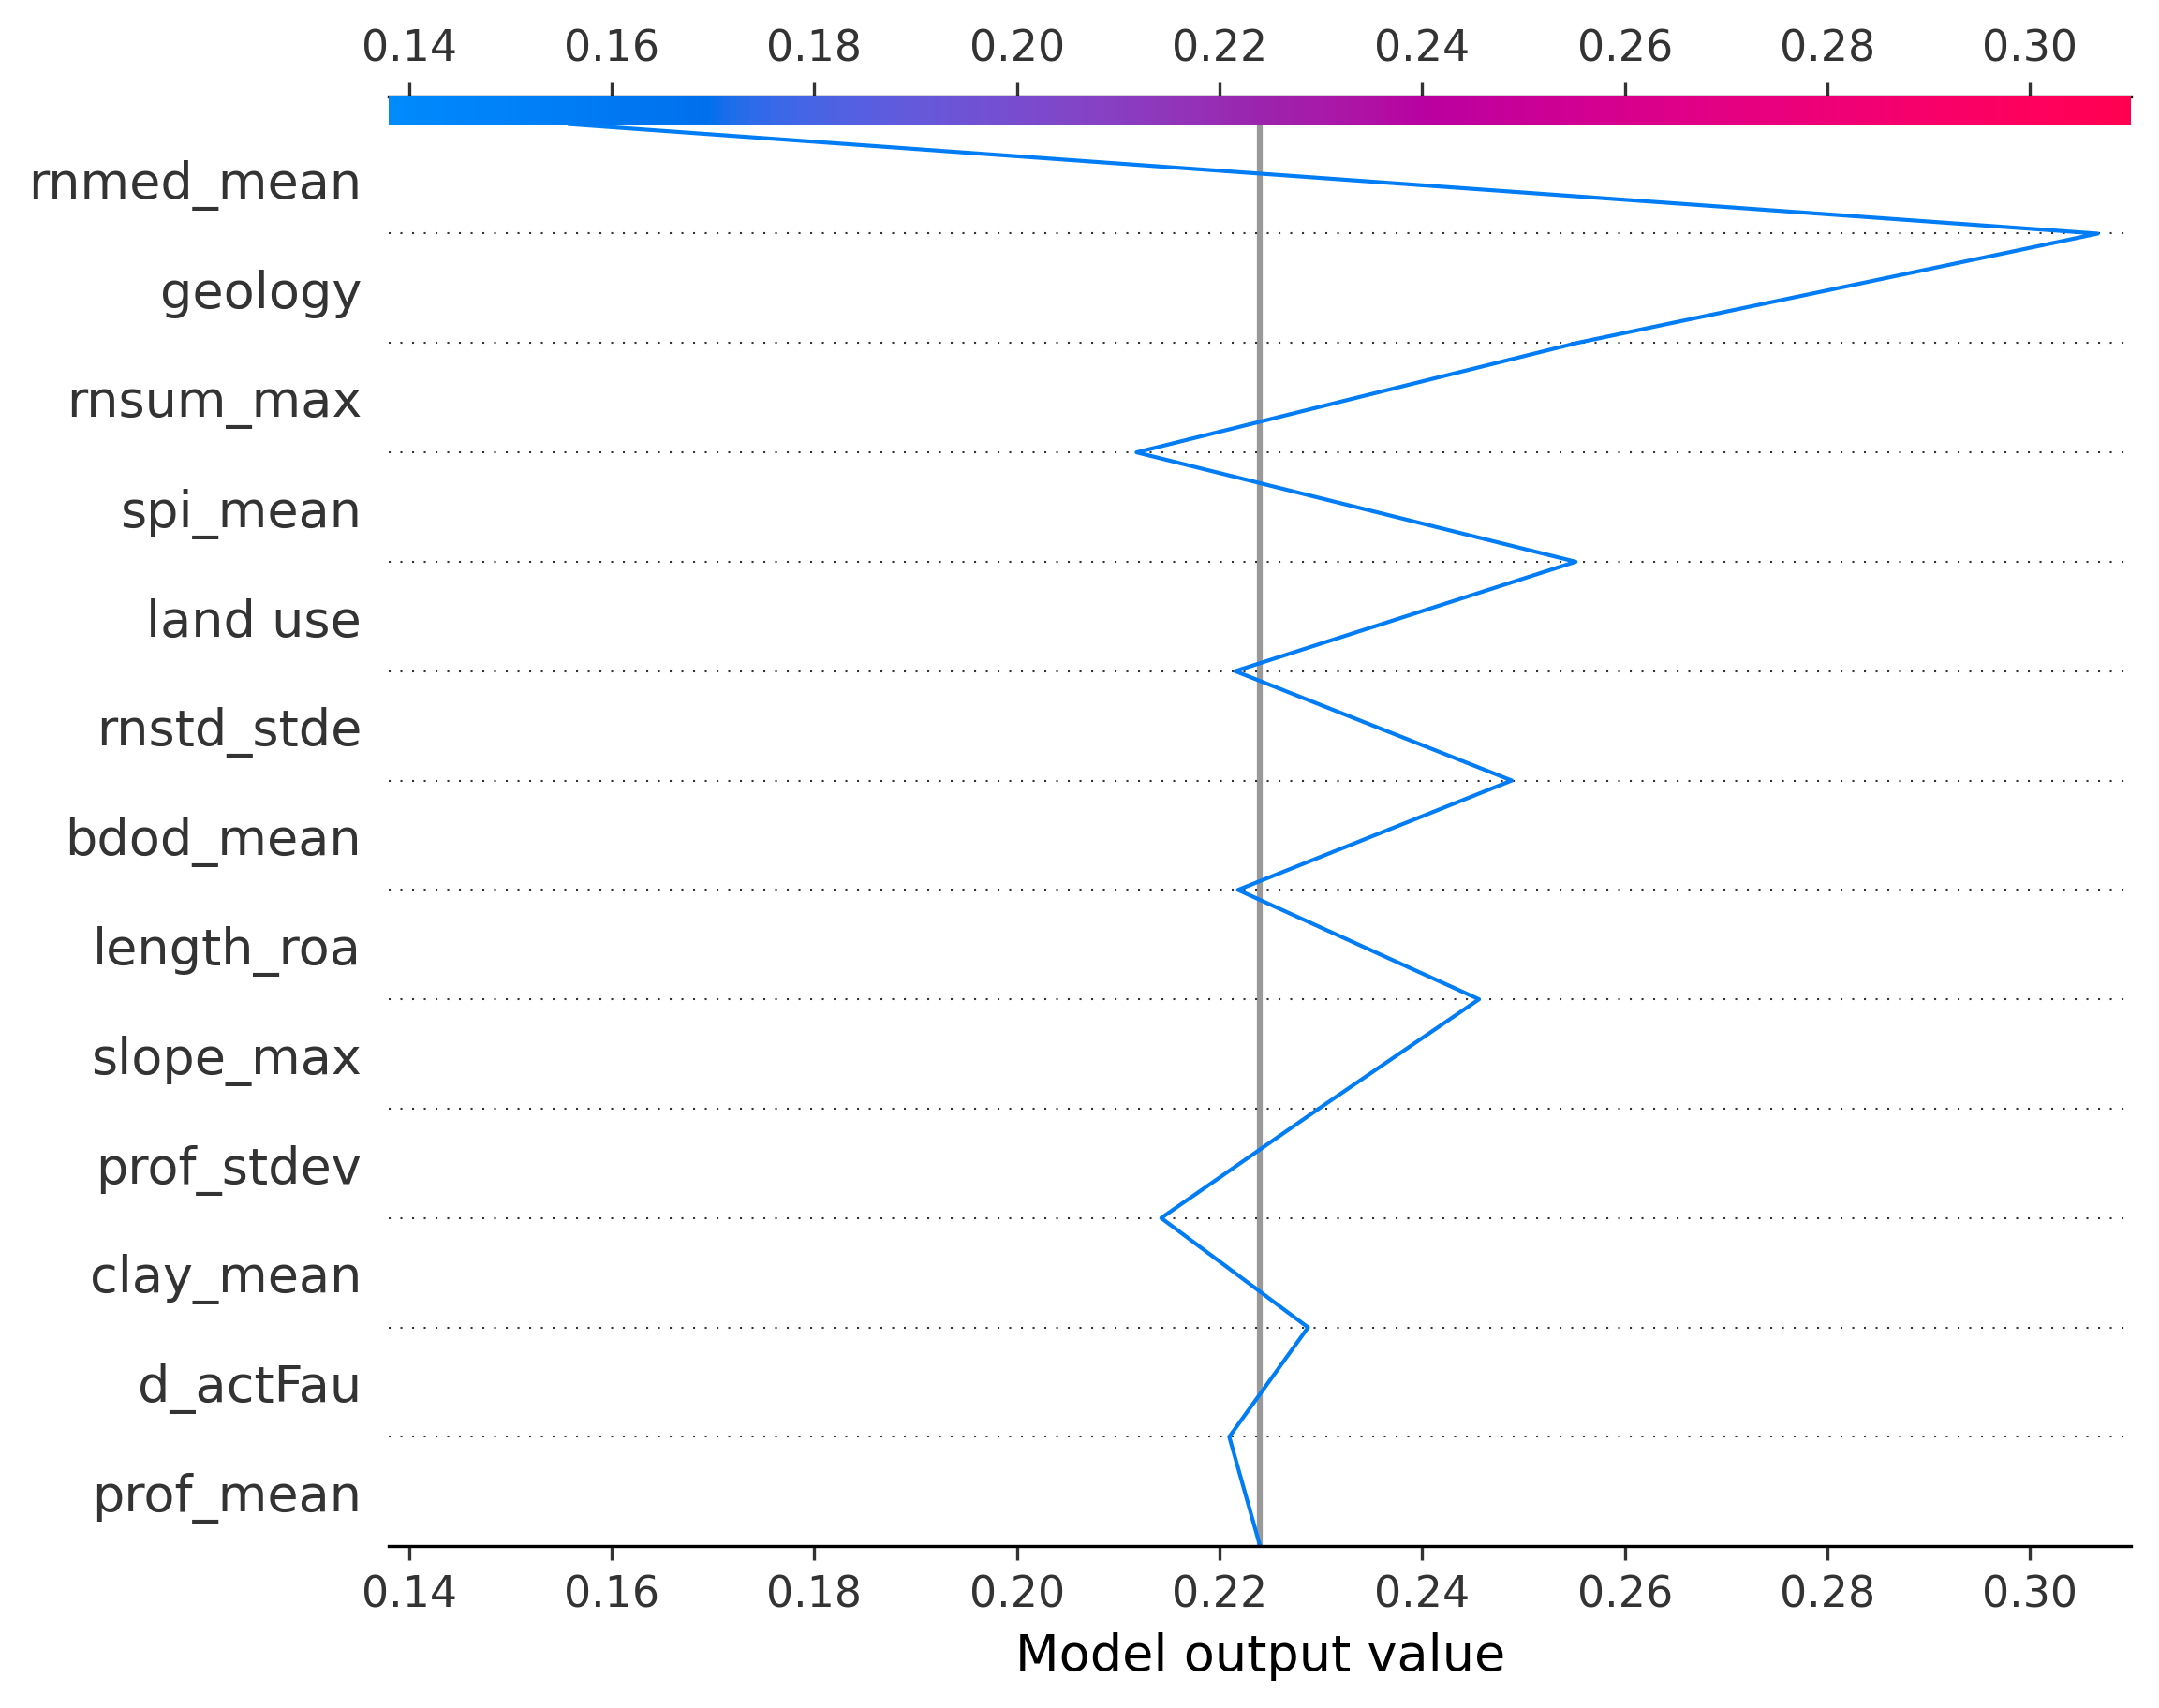 0.14 0.16 0.18 0.20 0.22 0.24 0.26 0.28 0.30
rnmed_mean
geology
rnsum_max
spi_mean
land use
rnstd_stde
bdod_mean
length_roa
slope_max
prof_stdev
clay_mean
d_actFau
prof_mean
0.14 0.16 0.18 0.20 0.22 0.24 0.26 0.28 0.30
Model output value